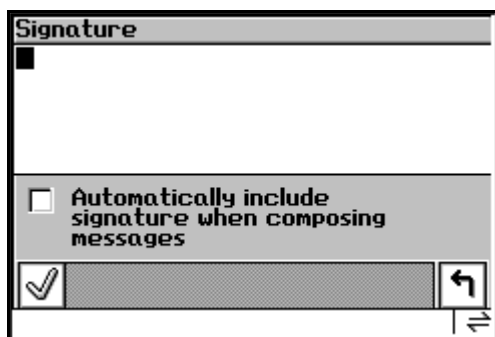 Signature
Automatically include
signature when composing
messages